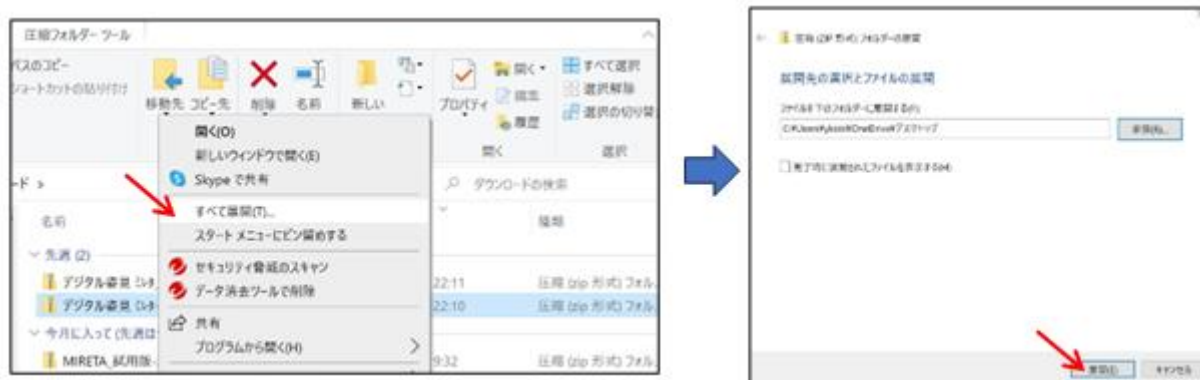 圧縮フォルダー ツール
パスのコピー
ショートカットの貼り付け
移動先 コピー先 削除 名前 新しい
プロパティ
開く
編集
履歴
すべて選択
選択解除
選択の切り替
開く
選択
開く(O)
新しいウィンドウで開く(E)
Skype で共有
すべて展開(T)...
スタート メニューにピン留めする
セキュリティ脅威のスキャン
データ消去ツールで削除
共有
プログラムから開く(H)
ード
ダウンロードの検索
名前
種類
先週 (2)
デジタル姿見
22:11
圧縮 (zip 形式) フォル
デジタル姿見
22:10
圧縮 (zip 形式) フォル
今月に入って (先週は
MIRETA_試用版
9:32
圧縮 (zip 形式) フォル
圧縮 (ZIP 形式) フォルダーの展開
展開先の選択とファイルの展開
ファイルを下のフォルダーに展開する(F):
参照(R)...
完了時に展開されたファイルを表示する(H)
展開(E)
キャンセル